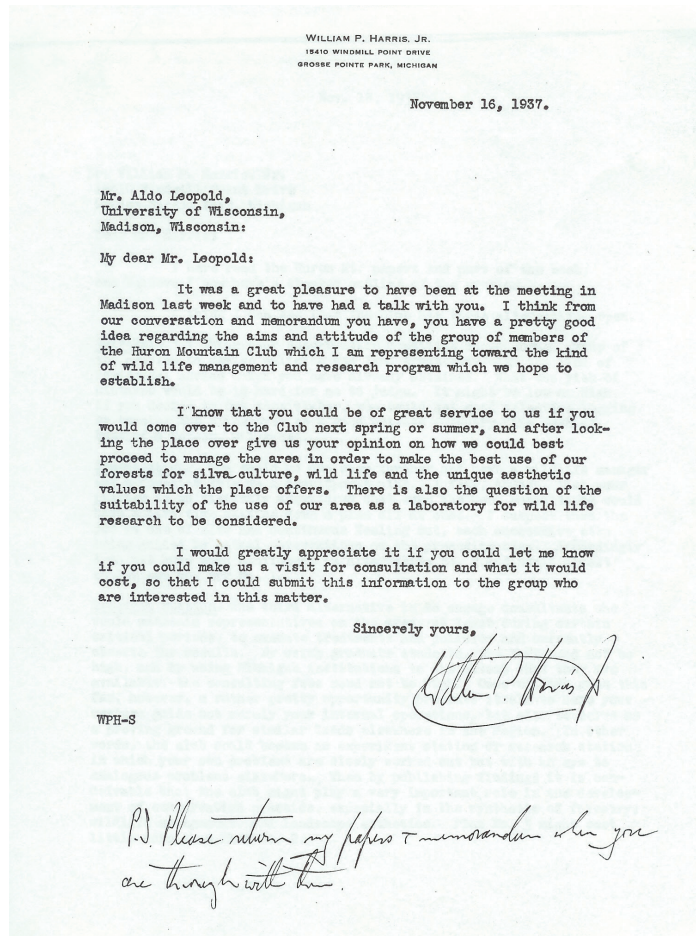 WILLIAM P. HARRIS, JR.
15410 WINDMILL POINT DRIVE
GROSSE POINTE PARK, MICHIGAN
November 16, 1937.
Mr. Aldo Leopold,
University of Wisconsin,
Madison, Wisconsin:
My dear Mr. Leopold:
It was a great pleasure to have been at the meeting in
Madison last week and to have had a talk with you. I think from
our conversation and memorandum you have, you have a pretty good
idea regarding the aims and attitude of the group of members of
the Huron Mountain Club which I am representing toward the kind
of wild life management and research program which we hope to
establish.
I know that you could be of great service to us if you
would come over to the Club next spring or summer, and after look-
ing the place over give us your opinion on how we could best
proceed to manage the area in order to make the best use of our
forests for silva culture, wild life and the unique aesthetic
values which the place offers. There is also the question of the
suitability of the use of our area as a laboratory for wild life
research to be considered.
I would greatly appreciate it if you could let me know
if you could make us a visit for consultation and what it would
cost, so that I could submit this information to the group who
are interested in this matter.
Sincerely yours,
William P. Harris Jr
WPH-S
P.S. Please return my papers + memorandum when you
are through with them.